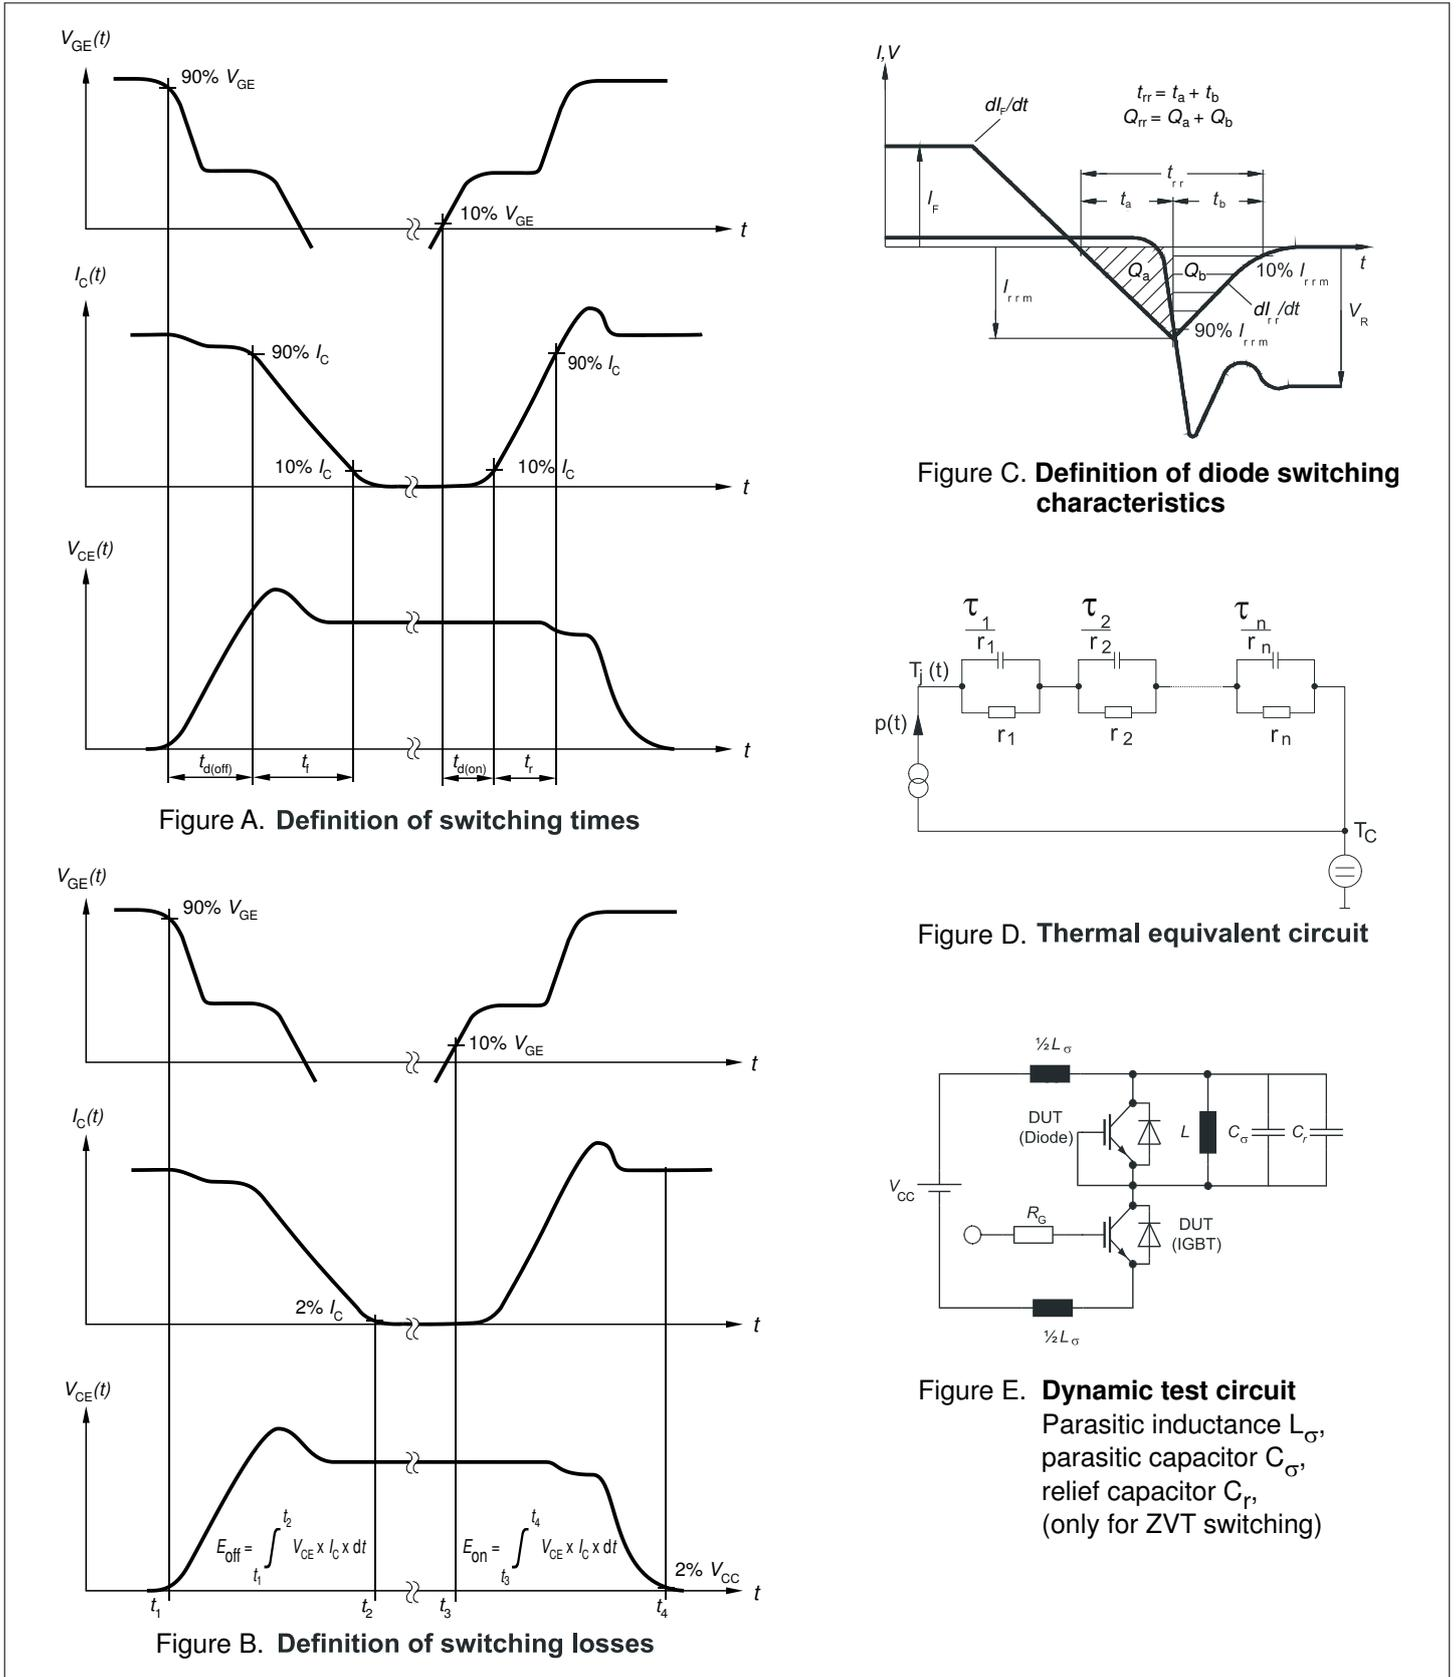 V_GE(t)
90% V_GE
10% V_GE
t
I_C(t)
90% I_C
90% I_C
10% I_C
10% I_C
t
V_CE(t)
t
t_d(off)
t_f
t_d(on)
t_r
Figure A. Definition of switching times
V_GE(t)
90% V_GE
10% V_GE
t
I_C(t)
2% I_C
t
V_CE(t)
E_off = ∫ t_1 t_2 V_CE x I_C x dt
E_on = ∫ t_3 t_4 V_CE x I_C x dt
2% V_CC
t
t_1
t_2
t_3
t_4
Figure B. Definition of switching losses
I,V
dI_F/dt
t_rr = t_a + t_b
Q_rr = Q_a + Q_b
t_rr
t_a
t_b
I_F
t
Q_a
Q_b
10% I_rrm
I_rrm
dI_rr/dt
V_R
90% I_rrm
Figure C. Definition of diode switching
characteristics
τ_1
r_1
τ_2
r_2
τ_n
r_n
T_j (t)
p(t)
r_1
r_2
r_n
T_C
Figure D. Thermal equivalent circuit
½L_σ
DUT
(Diode)
L
C_σ
C_r
V_CC
R_G
DUT
(IGBT)
½L_σ
Figure E. Dynamic test circuit
Parasitic inductance L_σ,
parasitic capacitor C_σ,
relief capacitor C_r,
(only for ZVT switching)